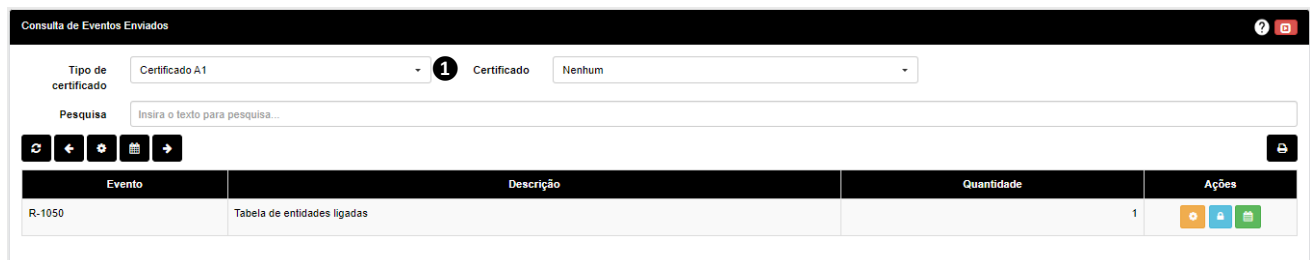 Consulta de Eventos Enviados ?
Tipo de certificado Certificado A1 1 Certificado Nenhum
Pesquisa Insira o texto para pesquisa...
Evento Descrição Quantidade Ações
R-1050 Tabela de entidades ligadas 1